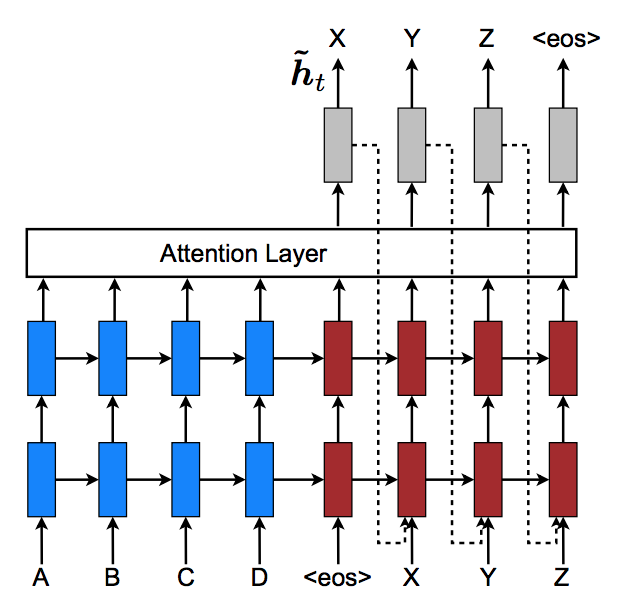 X Y Z <eos>
h̃t
Attention Layer
A B C D <eos> X Y Z